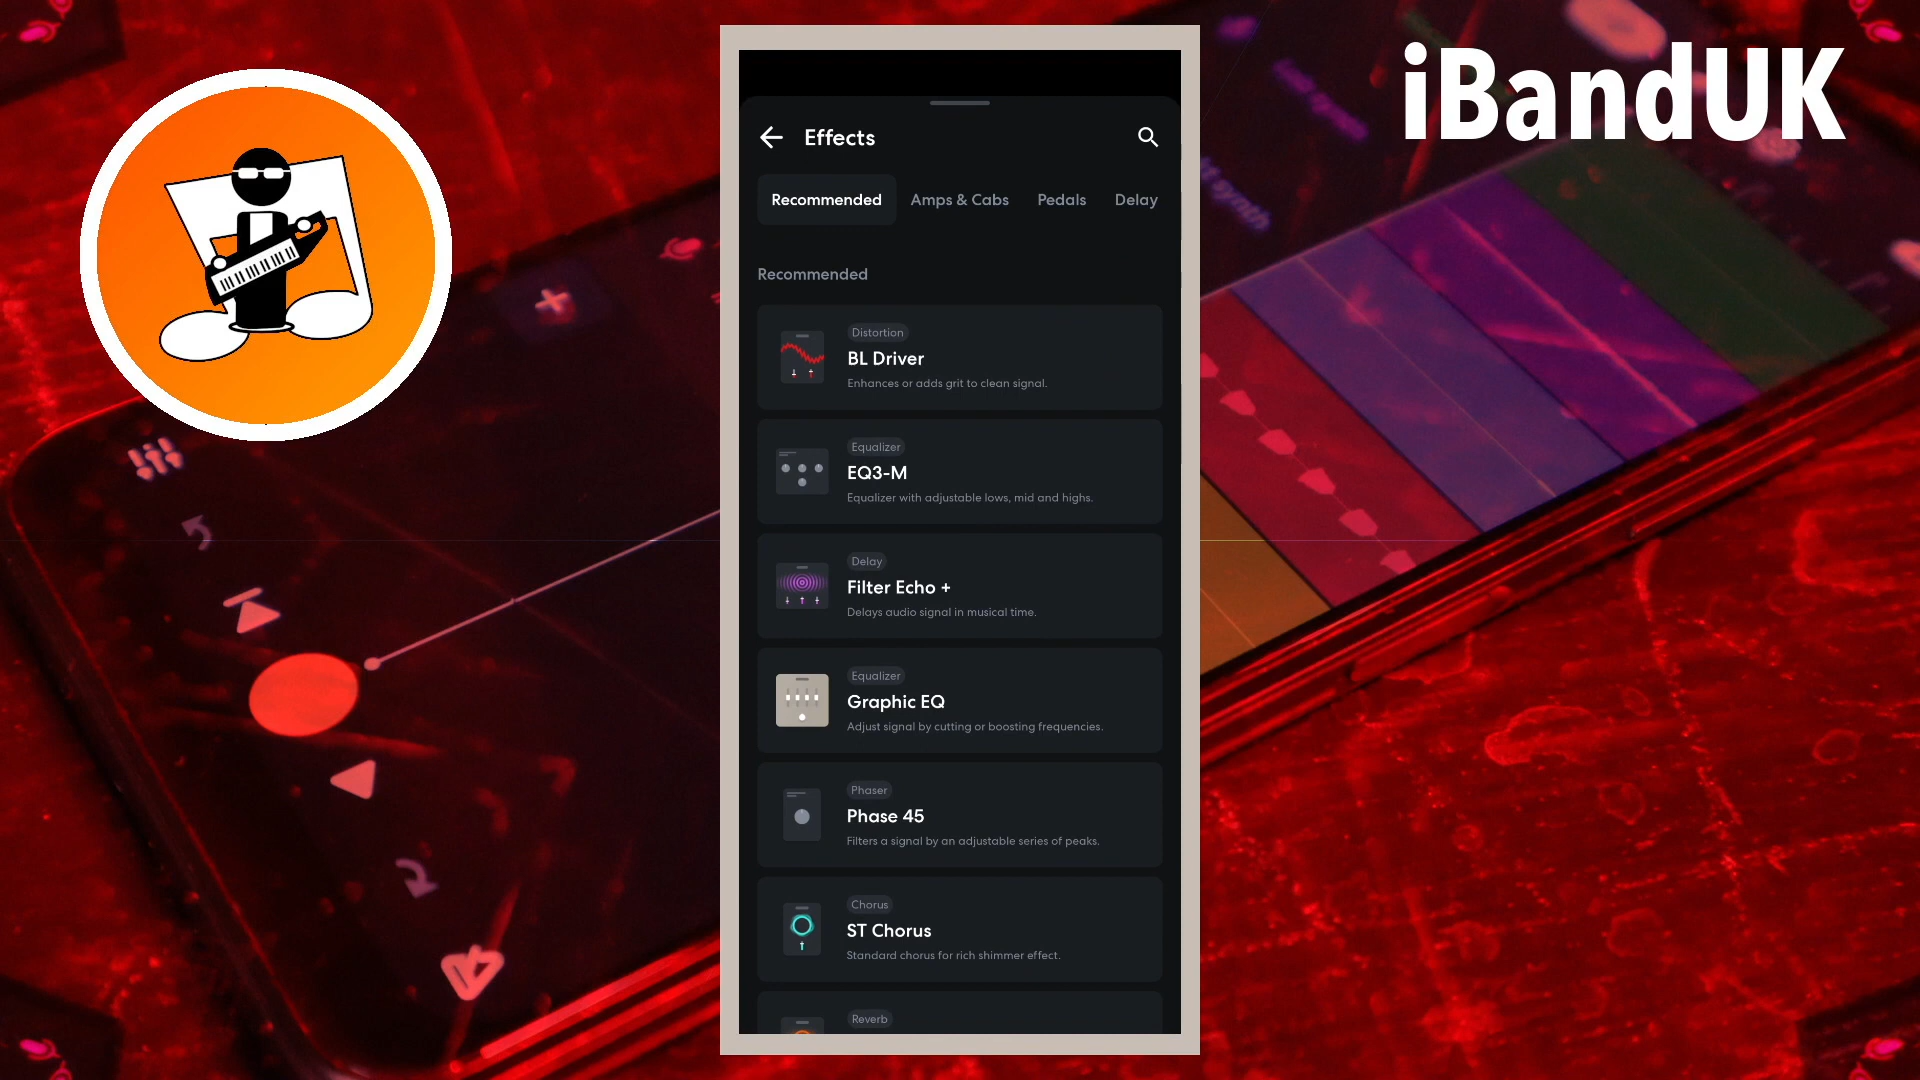 iBandUK
Effects
Recommended Amps & Cabs Pedals Delay
Recommended
Distortion
BL Driver
Enhances or adds grit to clean signal.
Equalizer
EQ3-M
Equalizer with adjustable lows, mid and highs.
Delay
Filter Echo +
Delays audio signal in musical time.
Equalizer
Graphic EQ
Adjust signal by cutting or boosting frequencies.
Phaser
Phase 45
Filters a signal by an adjustable series of peaks.
Chorus
ST Chorus
Standard chorus for rich shimmer effect.
Reverb